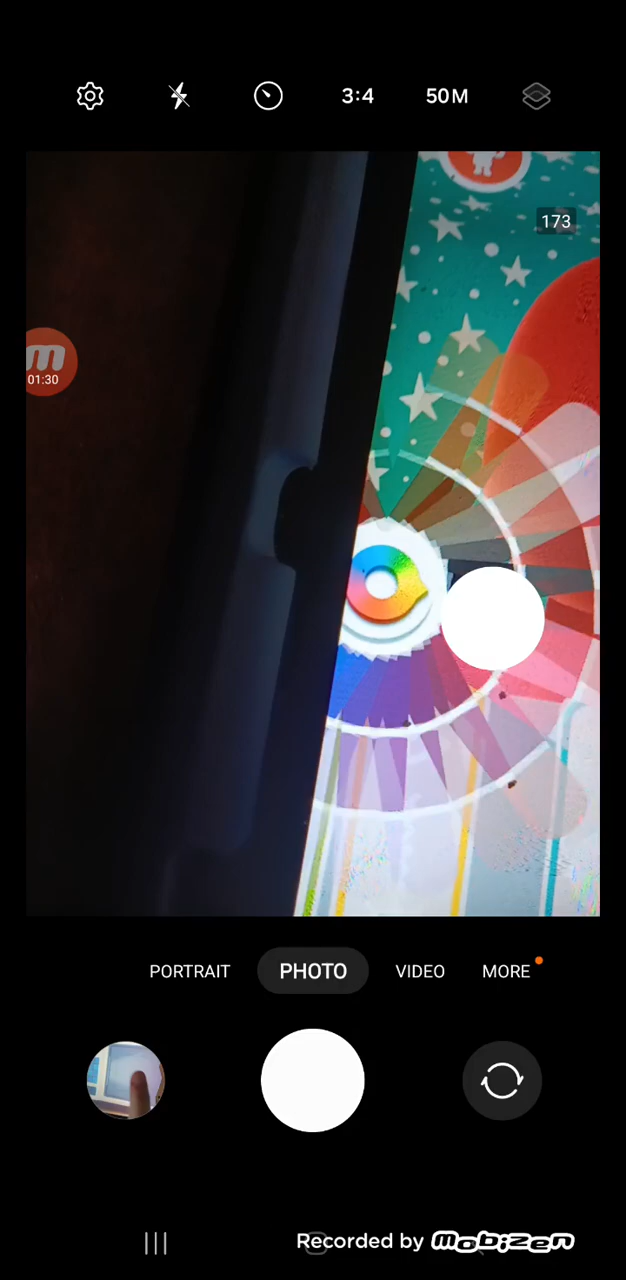 3:4 50M
173
m
01:30
PORTRAIT PHOTO VIDEO MORE
Recorded by mobizen